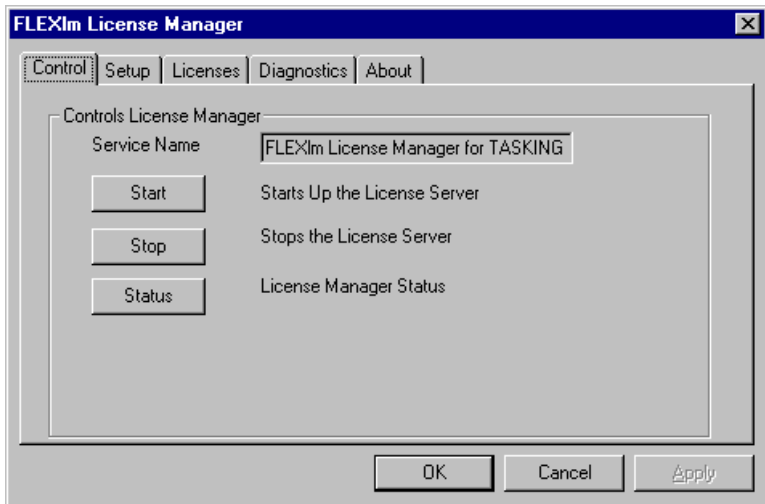 FLEXlm License Manager
Control Setup Licenses Diagnostics About
Controls License Manager
Service Name FLEXlm License Manager for TASKING
Start Starts Up the License Server
Stop Stops the License Server
Status License Manager Status
OK Cancel Apply